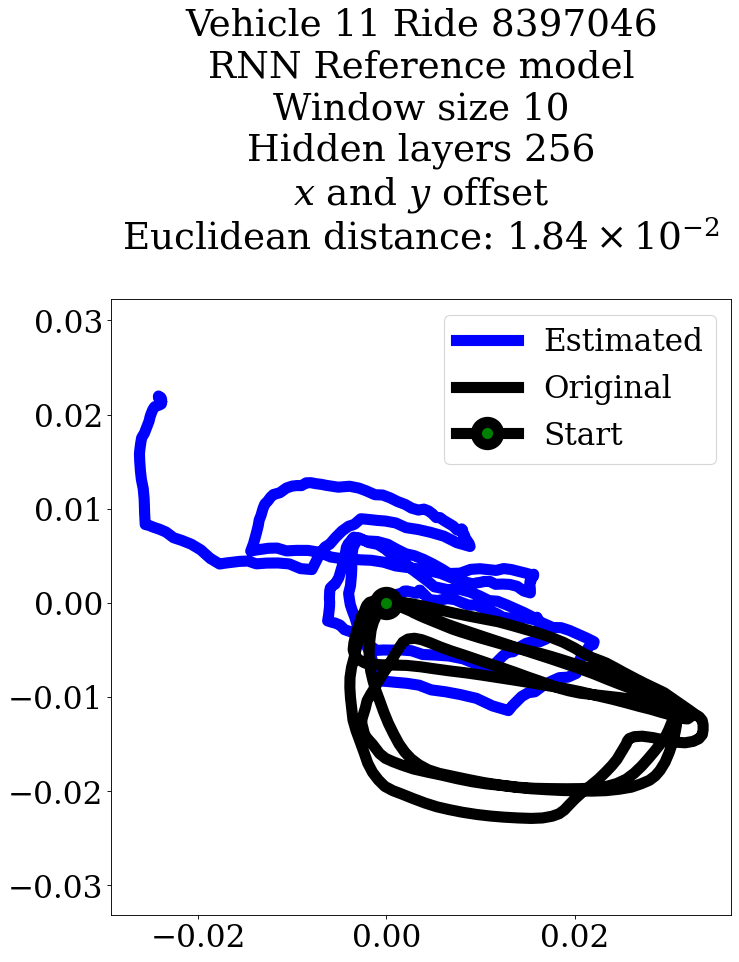 Vehicle 11 Ride 8397046
RNN Reference model
Window size 10
Hidden layers 256
x and y offset
Euclidean distance: 1.84 × 10⁻²
Estimated
Original
Start
0.03
0.02
0.01
0.00
−0.01
−0.02
−0.03
−0.02 0.00 0.02